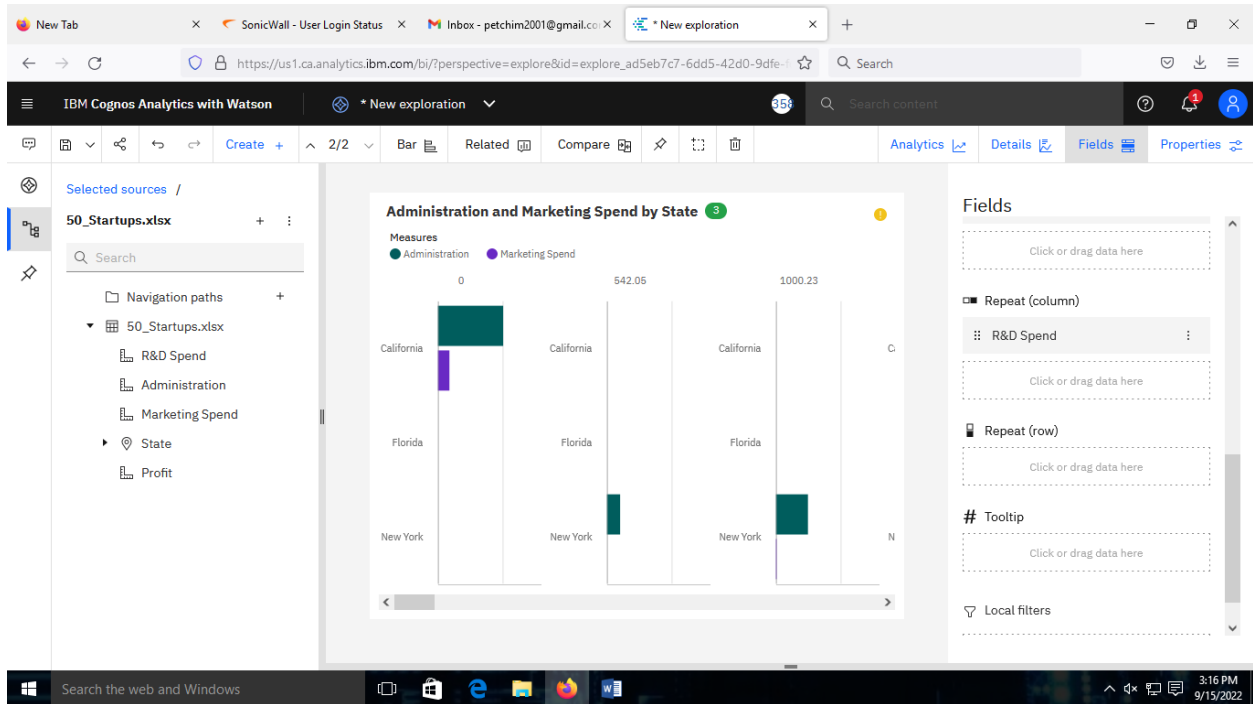 New Tab
SonicWall - User Login Status
Inbox - petchim2001@gmail.co
* New exploration
https://us1.ca.analytics.ibm.com/bi/?perspective=explore&id=explore_ad5eb7c7-6dd5-42d0-9dfe-
Search
IBM Cognos Analytics with Watson
* New exploration
358
Search content
1
Create +
2/2
Bar
Related
Compare
Analytics
Details
Fields
Properties
Selected sources /
50_Startups.xlsx
Search
Navigation paths
50_Startups.xlsx
R&D Spend
Administration
Marketing Spend
State
Profit
Administration and Marketing Spend by State 3
Measures
Administration Marketing Spend
0 542.05 1000.23
California California California C
Florida Florida Florida
New York New York New York N
Fields
Click or drag data here
Repeat (column)
R&D Spend
Click or drag data here
Repeat (row)
Click or drag data here
# Tooltip
Click or drag data here
Local filters
Search the web and Windows
3:16 PM
9/15/2022